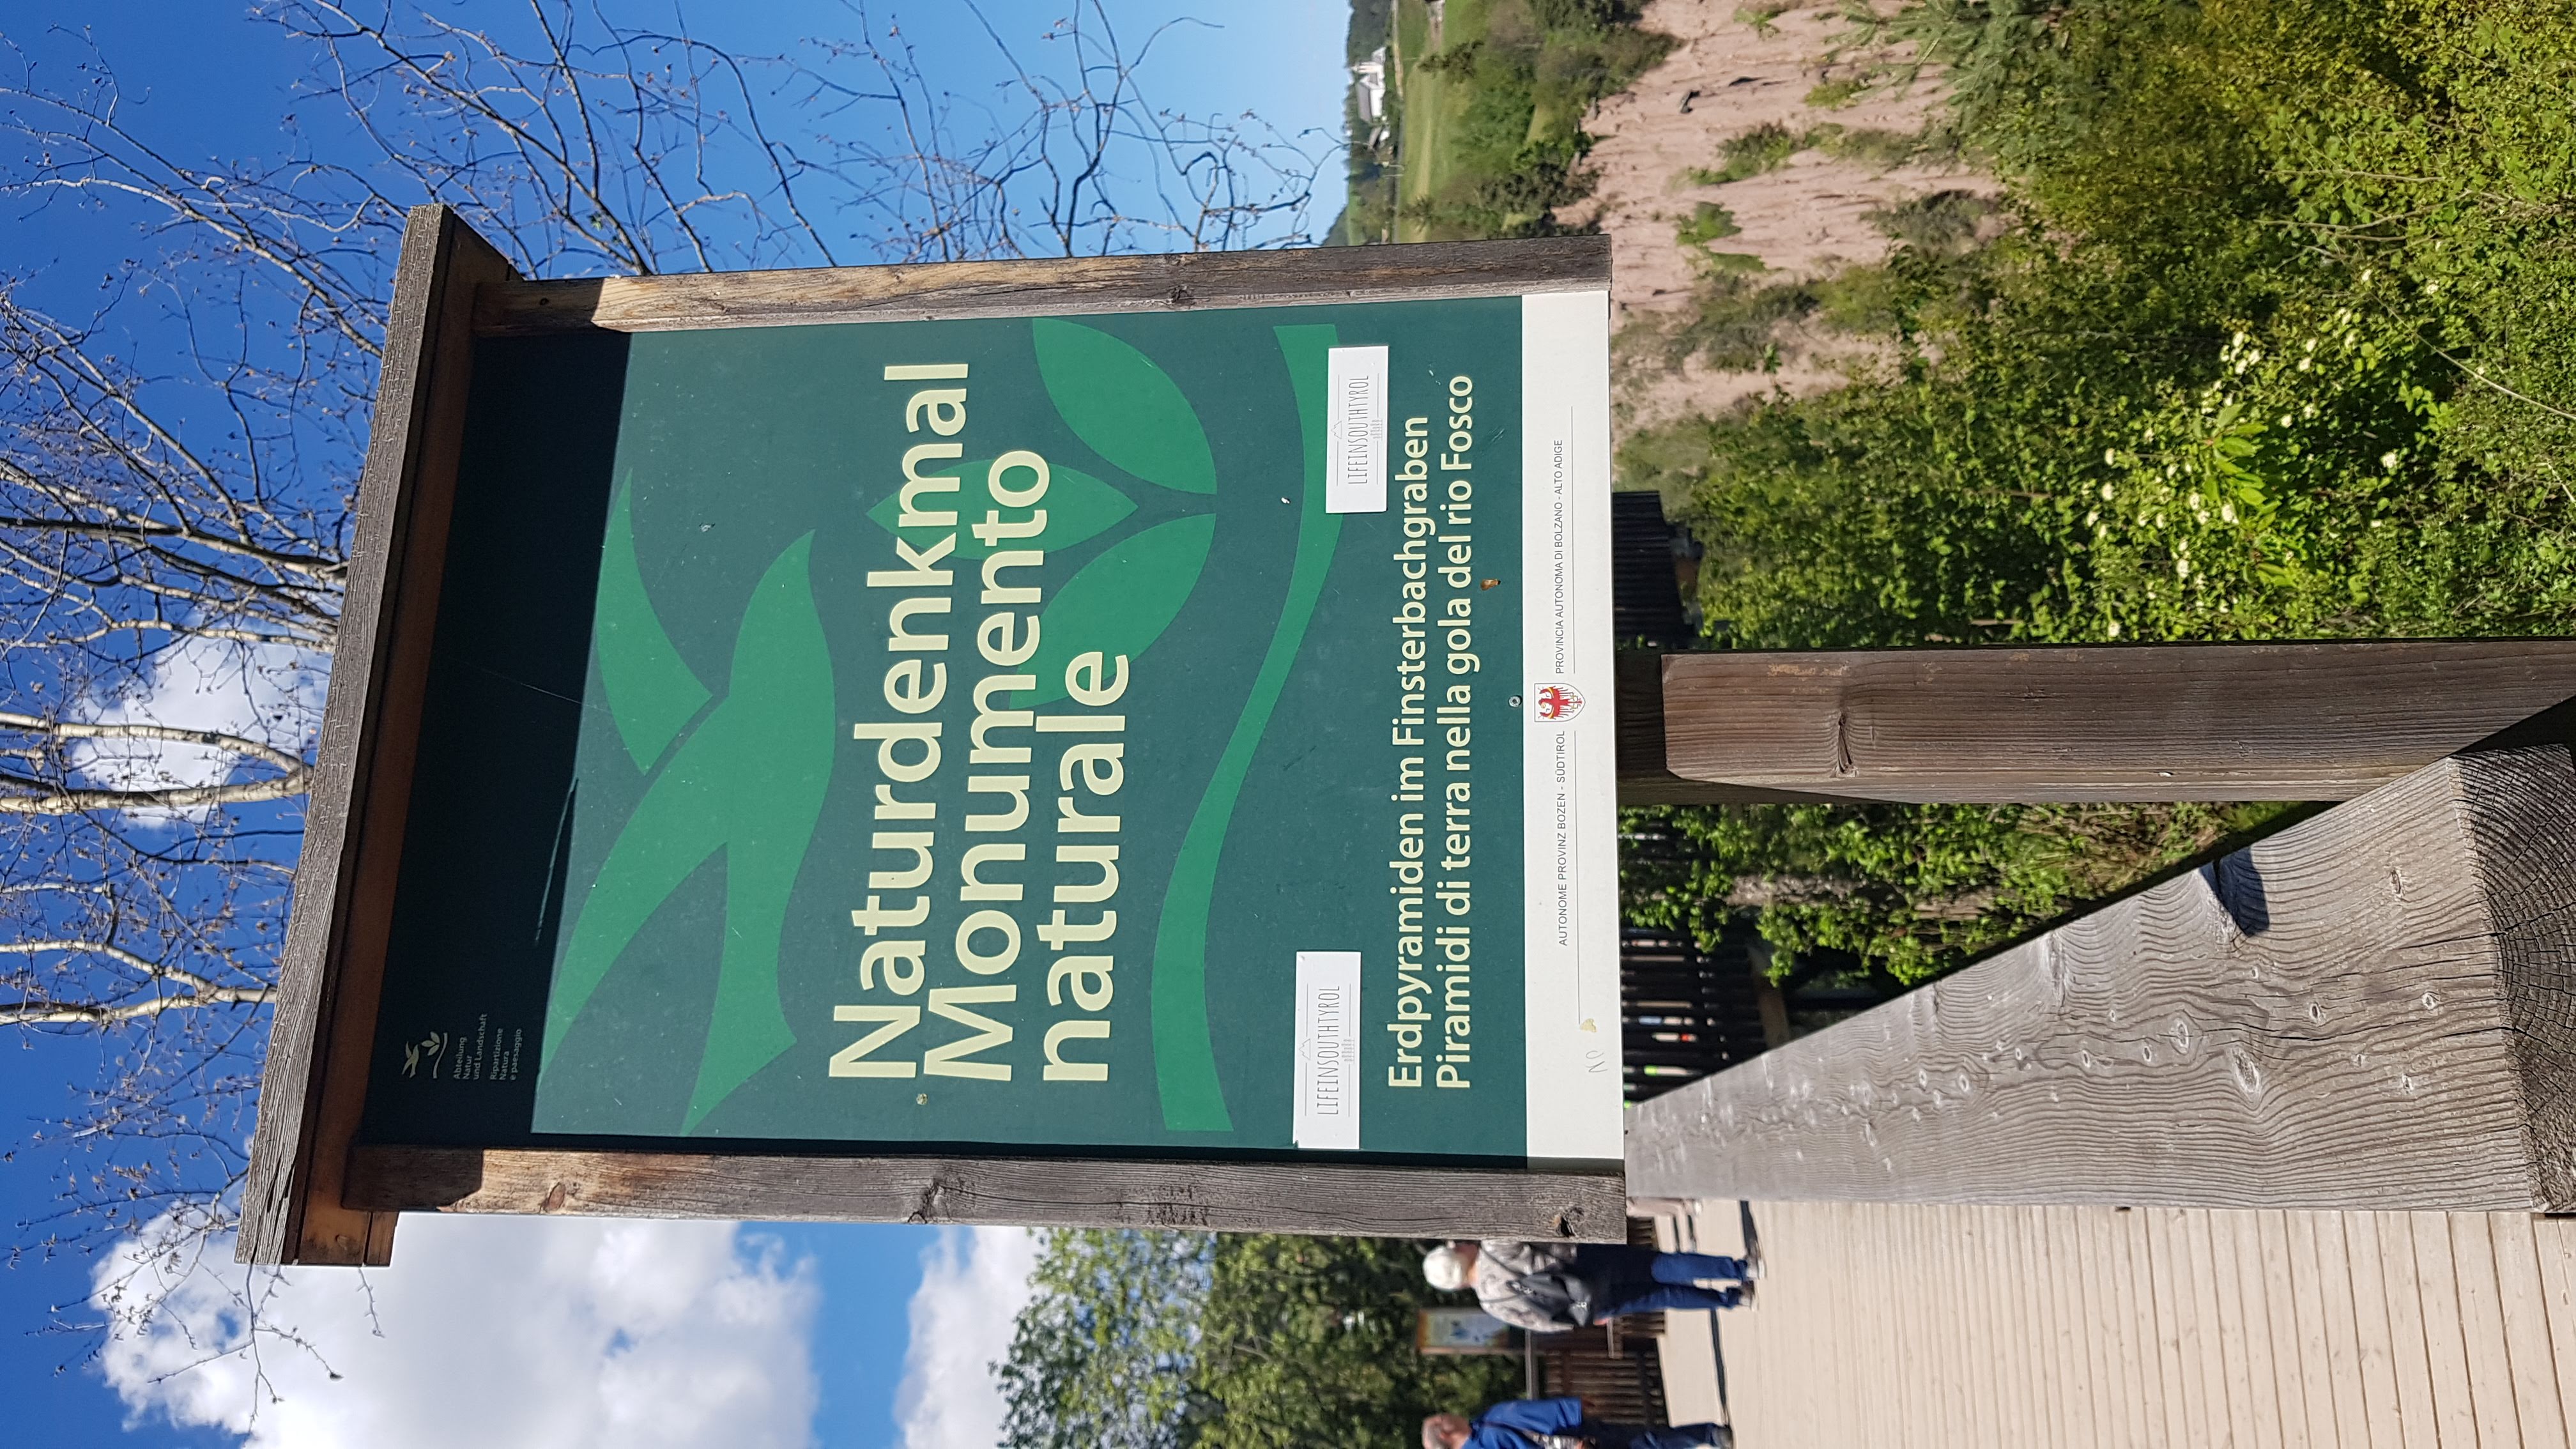 Abteilung
Natur
und Landschaft
Ripartizione
Natura
e paesaggio
Naturdenkmal
Monumento
naturale
LIFEINSOUTHTYROL
LIFEINSOUTHTYROL
Erdpyramiden im Finsterbachgraben
Piramidi di terra nella gola del rio Fosco
AUTONOME PROVINZ BOZEN - SÜDTIROL
PROVINCIA AUTONOMA DI BOLZANO - ALTO ADIGE